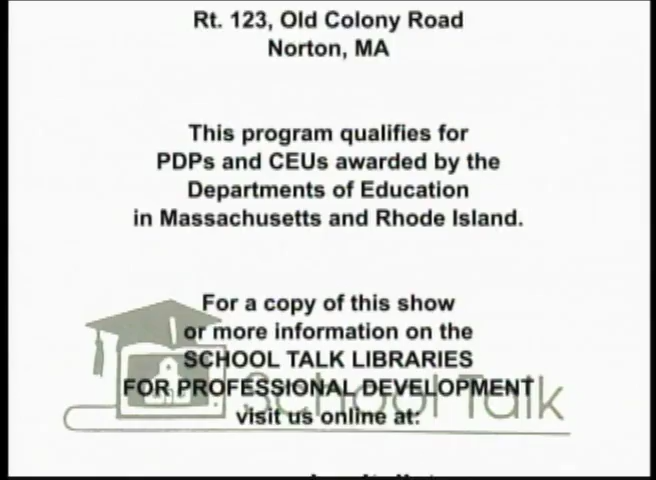 Rt. 123, Old Colony Road
Norton, MA
This program qualifies for
PDPs and CEUs awarded by the
Departments of Education
in Massachusetts and Rhode Island.
For a copy of this show
or more information on the
SCHOOL TALK LIBRARIES
FOR PROFESSIONAL DEVELOPMENT
visit us online at:
School Talk